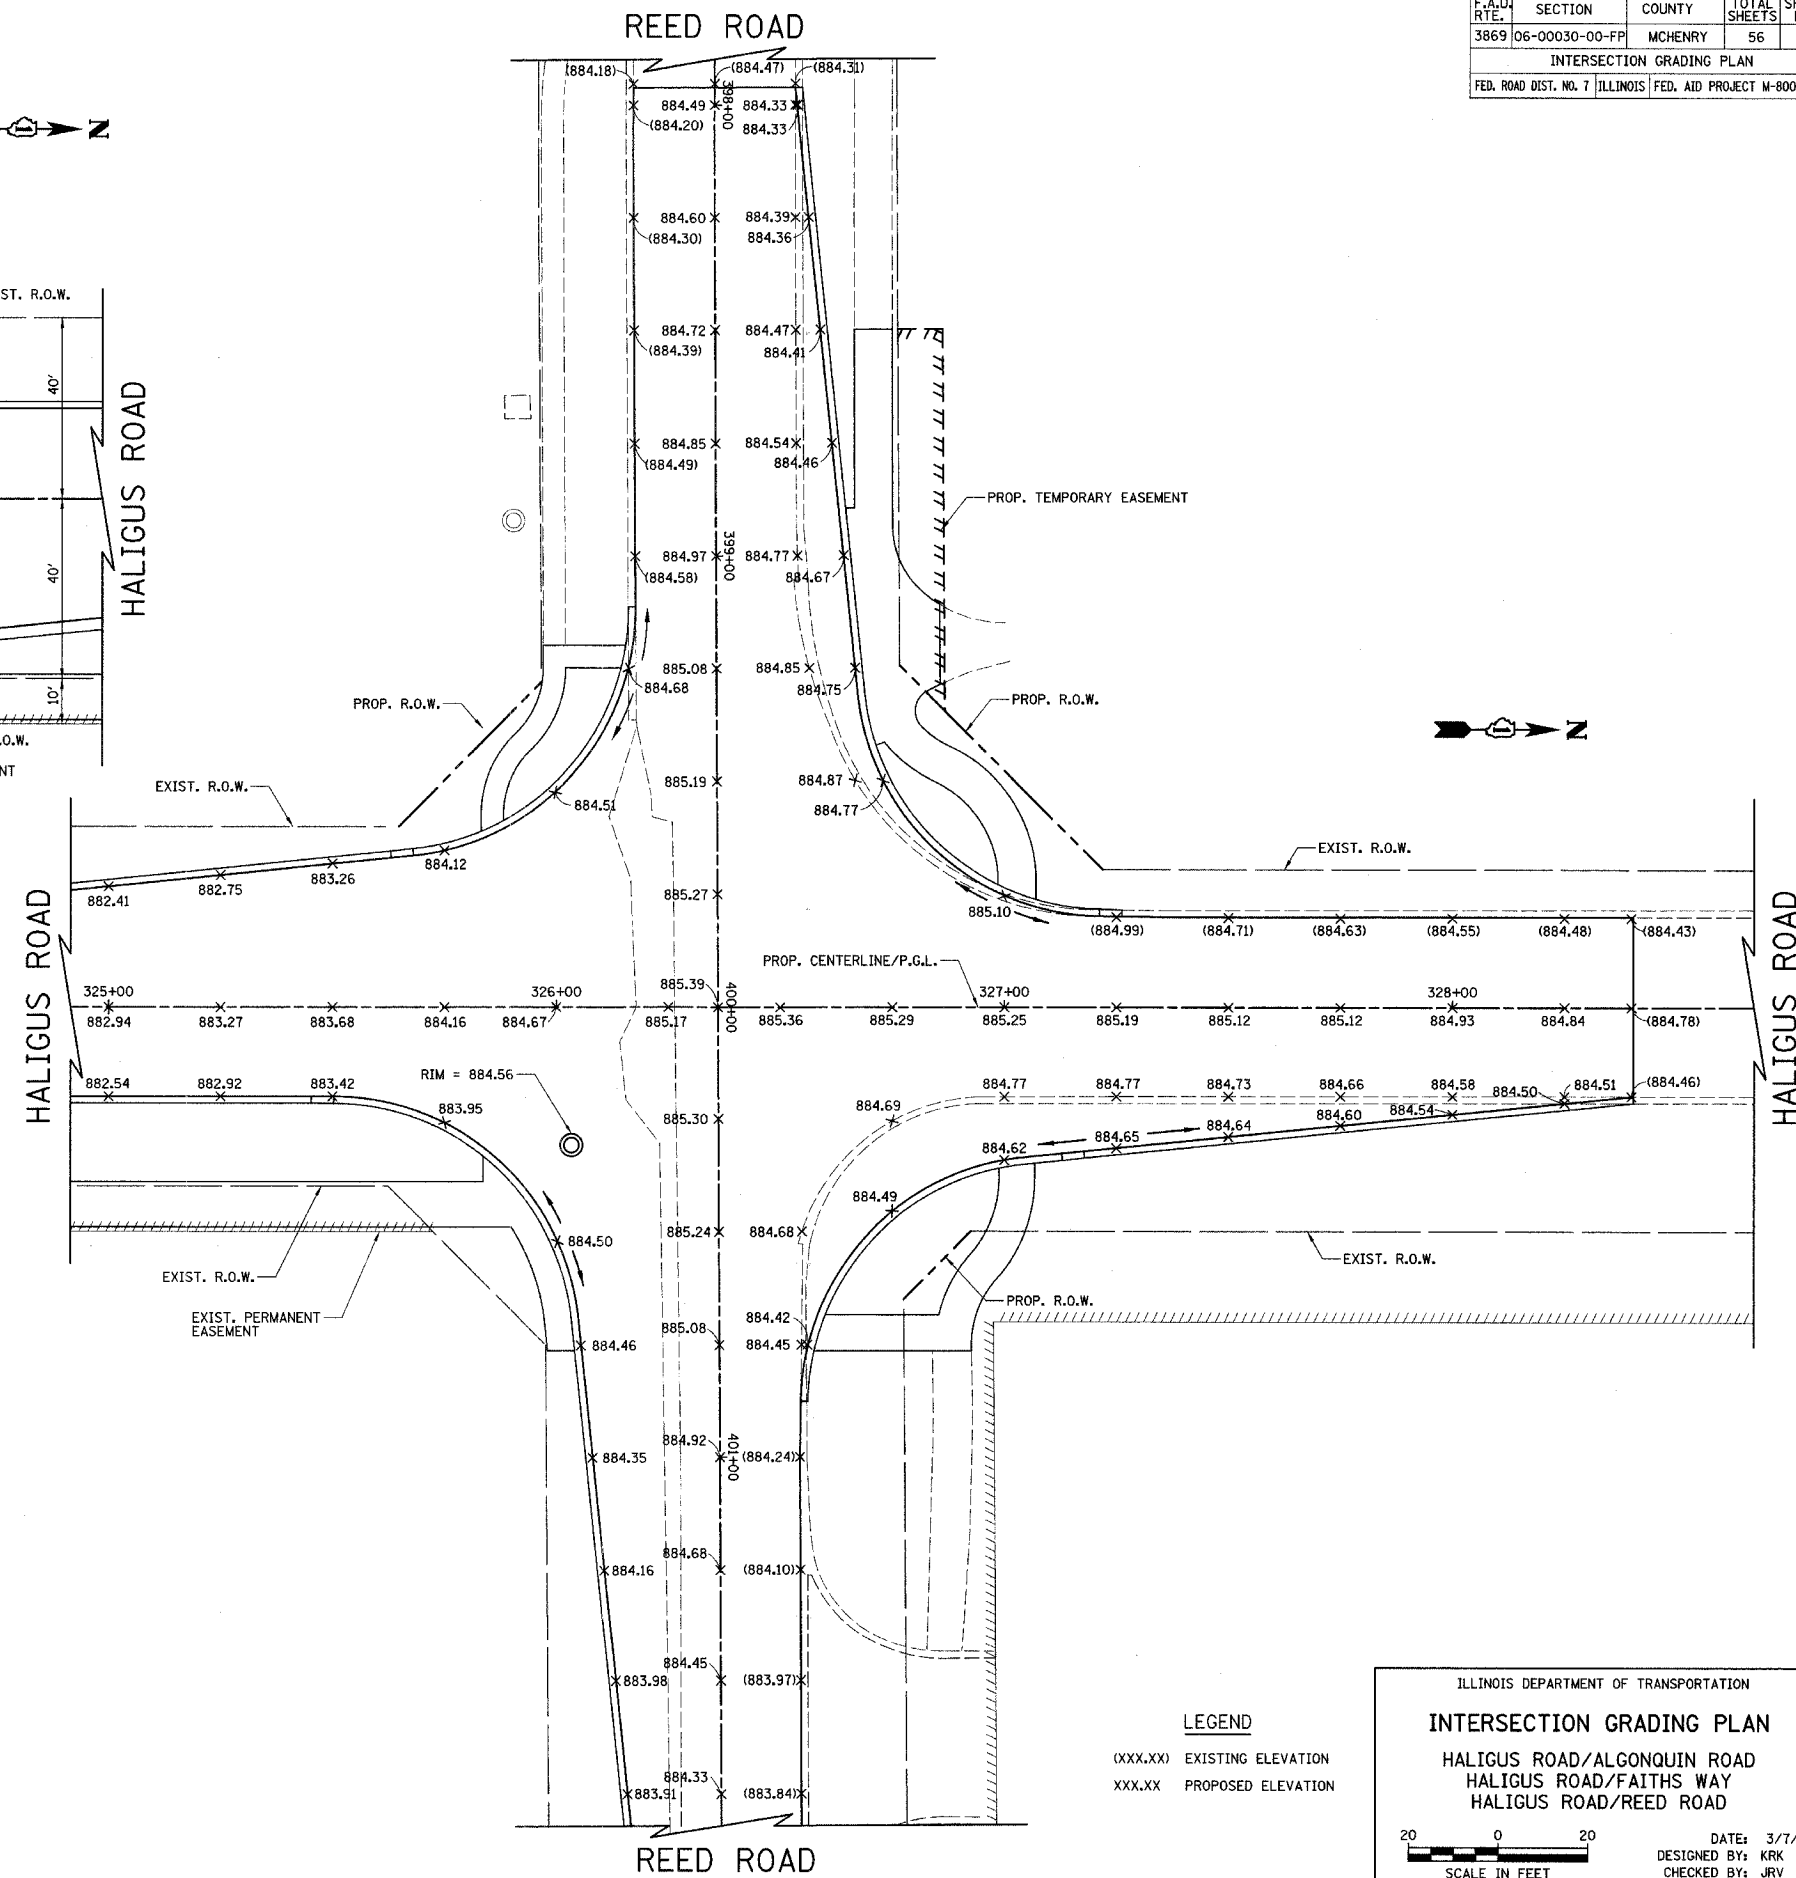 REED ROAD
F.A.U. RTE. SECTION COUNTY TOTAL SHEETS
3869 06-00030-00-FP MCHENRY 56
INTERSECTION GRADING PLAN
FED. ROAD DIST. NO. 7 ILLINOIS FED. AID PROJECT M-800
N
(884.18) (884.47) (884.31)
398+00
884.49 884.33
(884.20) 884.33
884.60 884.39
(884.30) 884.36
ST. R.O.W.
40'
40'
10'
HALIGUS ROAD
O.W.
NT
884.72 884.47
(884.39) 884.41
884.85 884.54
(884.49) 884.46
PROP. TEMPORARY EASEMENT
399+00
884.97 884.77
(884.58) 884.67
885.08 884.85
884.68 884.75
PROP. R.O.W.
PROP. R.O.W.
N
EXIST. R.O.W.
885.19 884.87
884.51 884.77
EXIST. R.O.W.
884.12
883.26
882.75
882.41
885.27
885.10
(884.99) (884.71) (884.63) (884.55) (884.48) (884.43)
HALIGUS ROAD
HALIGUS ROAD
PROP. CENTERLINE/P.G.L.
885.39
400+00
325+00 326+00 327+00 328+00
882.94 883.27 883.68 884.16 884.67 885.17 885.36 885.29 885.25 885.19 885.12 885.12 884.93 884.84 (884.78)
882.54 882.92 883.42
883.95
RIM = 884.56
884.77 884.77 884.73 884.66 884.58 884.50 884.51 (884.46)
884.69
885.30
884.62 884.65 884.64 884.60 884.54
884.49
885.24 884.68
884.50
EXIST. R.O.W.
EXIST. PERMANENT
EASEMENT
EXIST. R.O.W.
PROP. R.O.W.
884.42
884.46 885.08 884.45
401+00
884.35 884.92 (884.24)
884.16 884.68 (884.10)
883.98 884.45 (883.97)
883.91 884.33 (883.84)
REED ROAD
LEGEND
(XXX.XX) EXISTING ELEVATION
XXX.XX PROPOSED ELEVATION
ILLINOIS DEPARTMENT OF TRANSPORTATION
INTERSECTION GRADING PLAN
HALIGUS ROAD/ALGONQUIN ROAD
HALIGUS ROAD/FAITHS WAY
HALIGUS ROAD/REED ROAD
20 0 20
SCALE IN FEET
DATE: 3/7/
DESIGNED BY: KRK
CHECKED BY: JRV